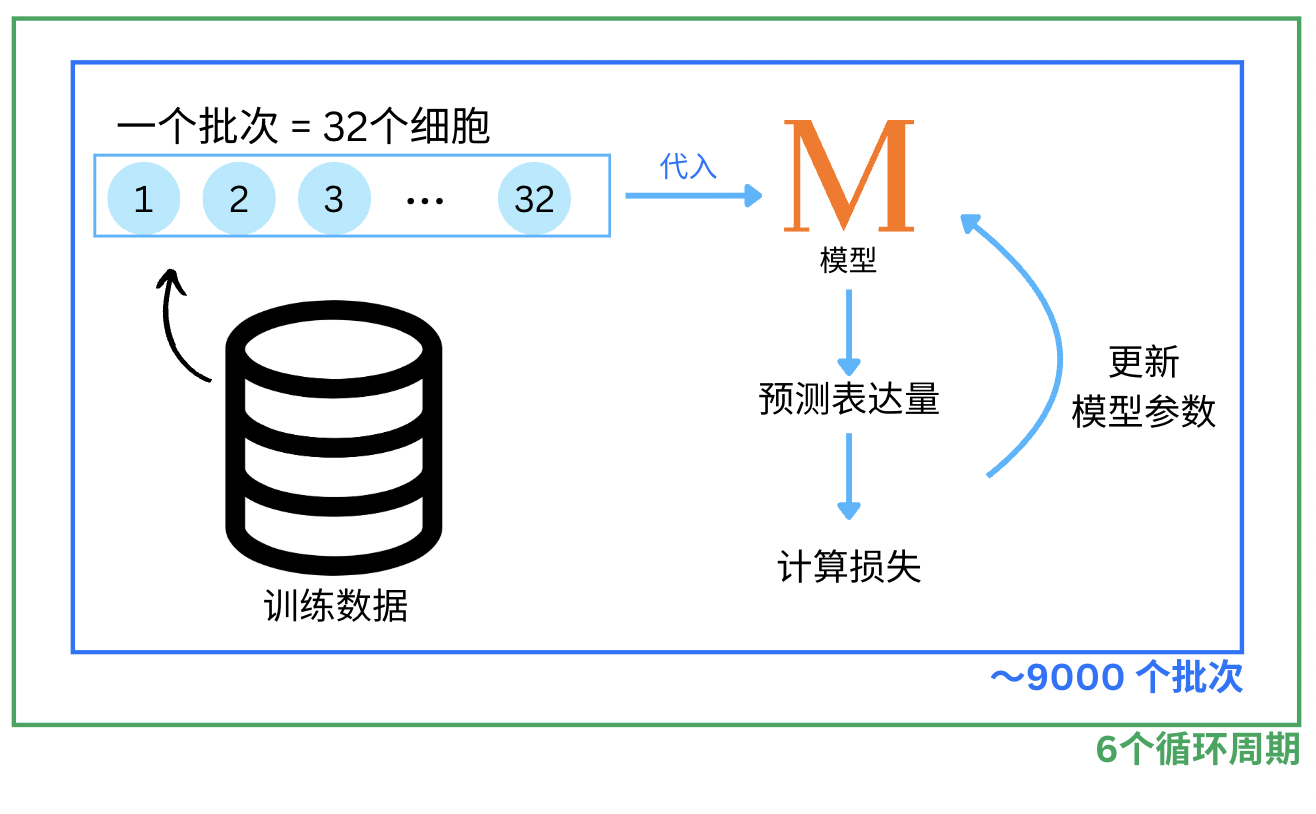 一个批次 = 32个细胞
1 2 3 ... 32
代入
M
模型
预测表达量
更新
模型参数
计算损失
训练数据
～9000 个批次
6个循环周期